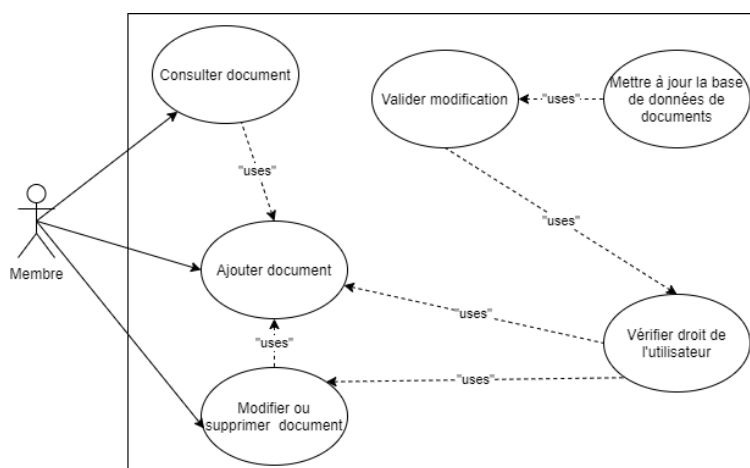 Consulter document
Valider modification
"uses"
Mettre à jour la base
de données de
documents
"uses"
"uses"
Membre
Ajouter document
"uses"
"uses"
Vérifier droit de
l'utilisateur
"uses"
Modifier ou
supprimer document
"uses"